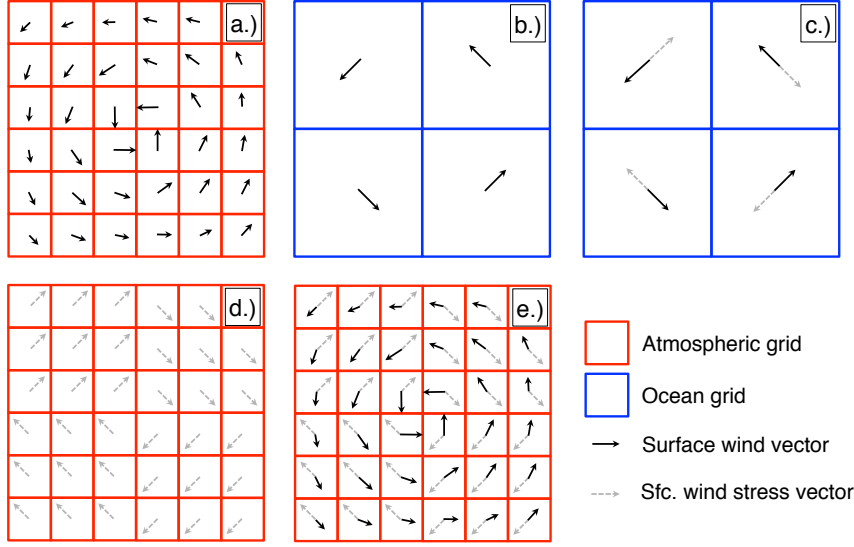 a.)
b.)
c.)
d.)
e.)
Atmospheric grid
Ocean grid
Surface wind vector
Sfc. wind stress vector